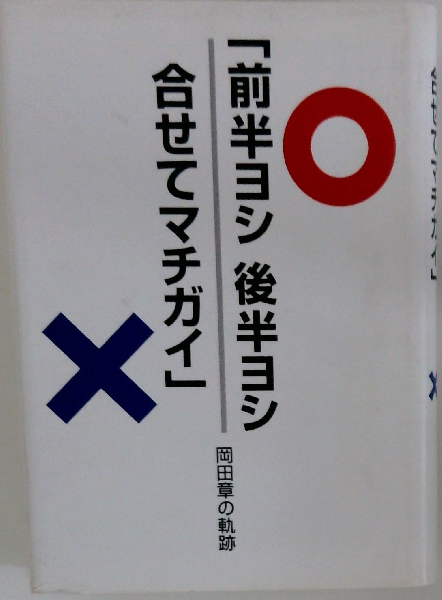 「前半ヨシ 後半ヨシ
合せてマチガイ」
岡田章の軌跡